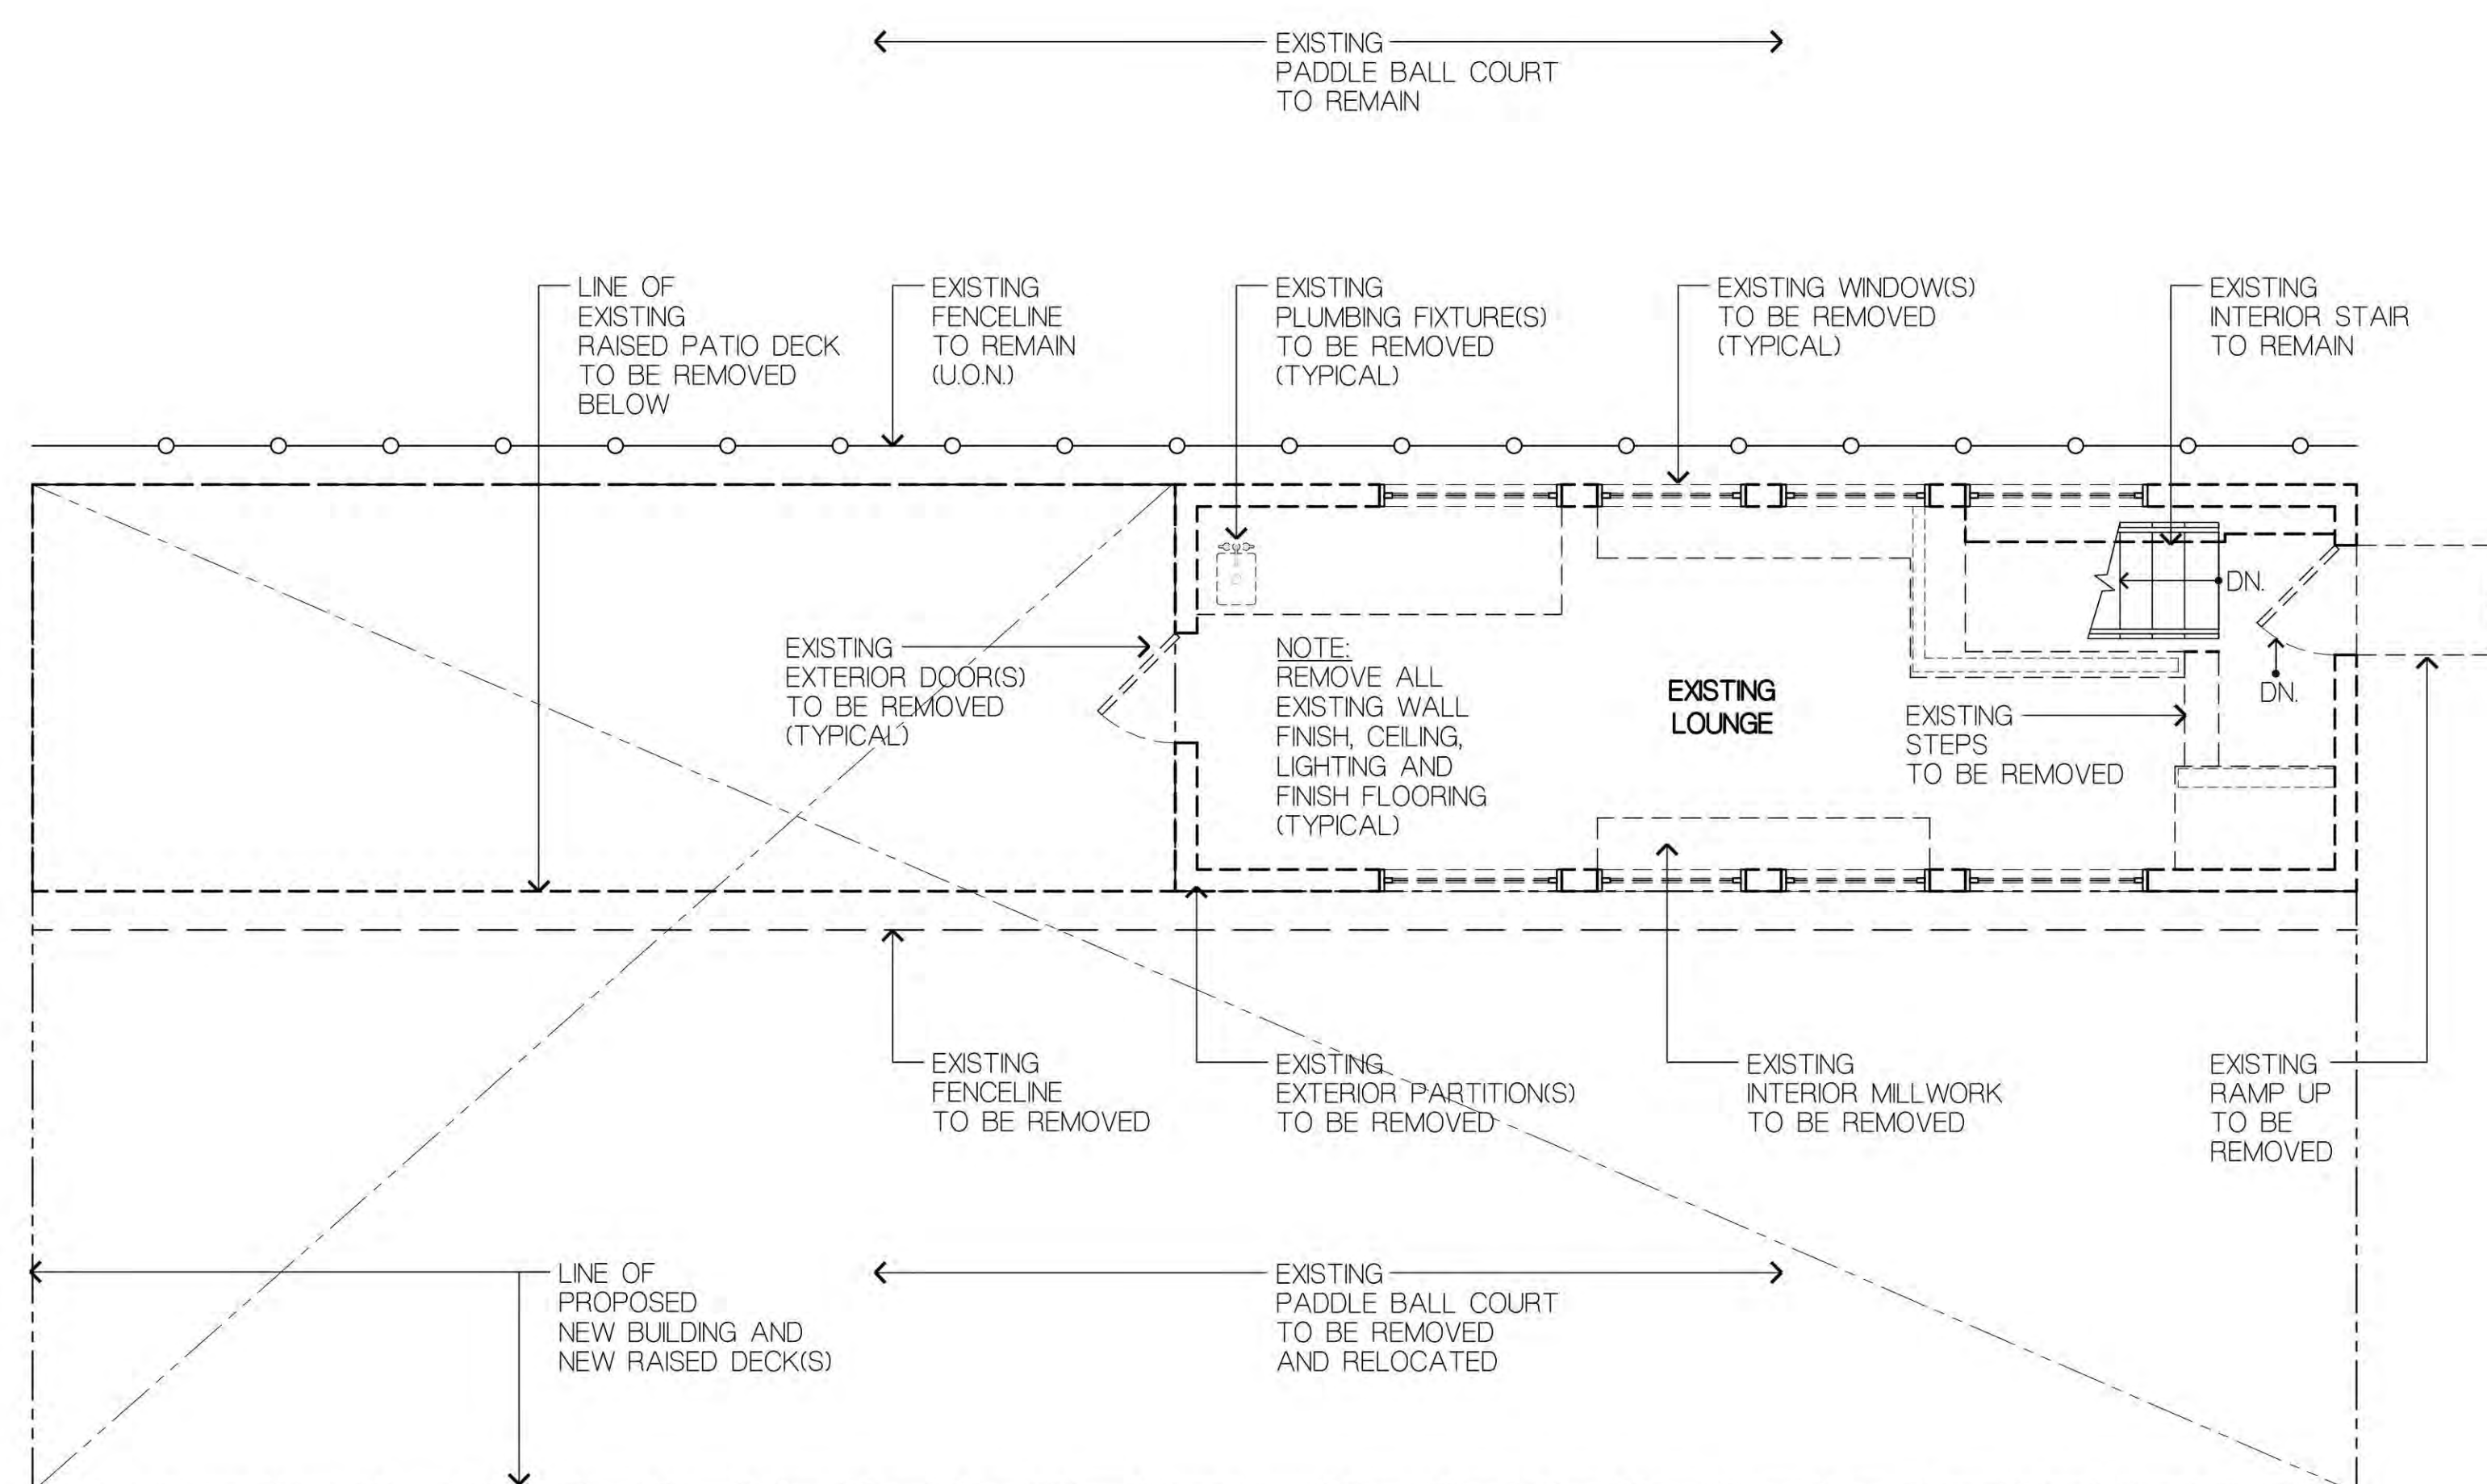 EXISTING
PADDLE BALL COURT
TO REMAIN
LINE OF
EXISTING
RAISED PATIO DECK
TO BE REMOVED
BELOW
EXISTING
FENCELINE
TO REMAIN
(U.O.N.)
EXISTING
PLUMBING FIXTURE(S)
TO BE REMOVED
(TYPICAL)
EXISTING WINDOW(S)
TO BE REMOVED
(TYPICAL)
EXISTING
INTERIOR STAIR
TO REMAIN
DN.
EXISTING
EXTERIOR DOOR(S)
TO BE REMOVED
(TYPICAL)
NOTE:
REMOVE ALL
EXISTING WALL
FINISH, CEILING,
LIGHTING AND
FINISH FLOORING
(TYPICAL)
EXISTING
LOUNGE
DN.
EXISTING
STEPS
TO BE REMOVED
EXISTING
FENCELINE
TO BE REMOVED
EXISTING
EXTERIOR PARTITION(S)
TO BE REMOVED
EXISTING
INTERIOR MILLWORK
TO BE REMOVED
EXISTING
RAMP UP
TO BE
REMOVED
LINE OF
PROPOSED
NEW BUILDING AND
NEW RAISED DECK(S)
EXISTING
PADDLE BALL COURT
TO BE REMOVED
AND RELOCATED